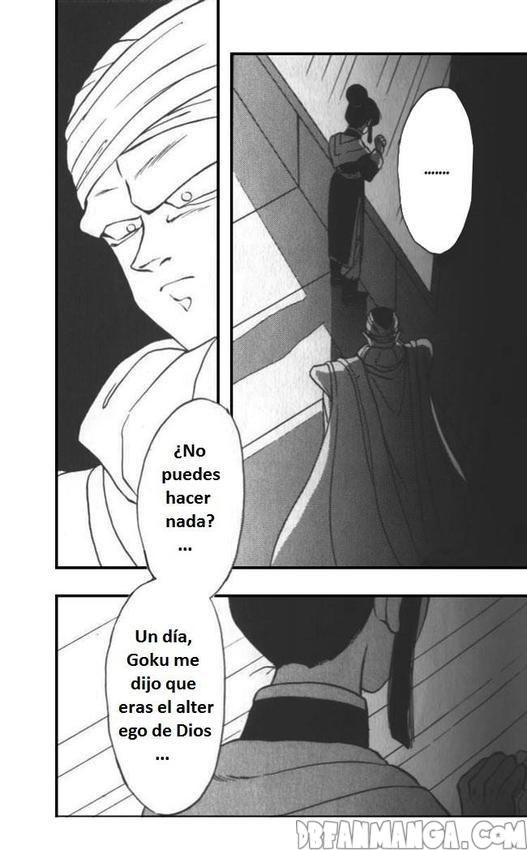 ........
¿No
puedes
hacer
nada?
...
Un día,
Goku me
dijo que
eras el alter
ego de Dios
...
DBFANMANGA.COM